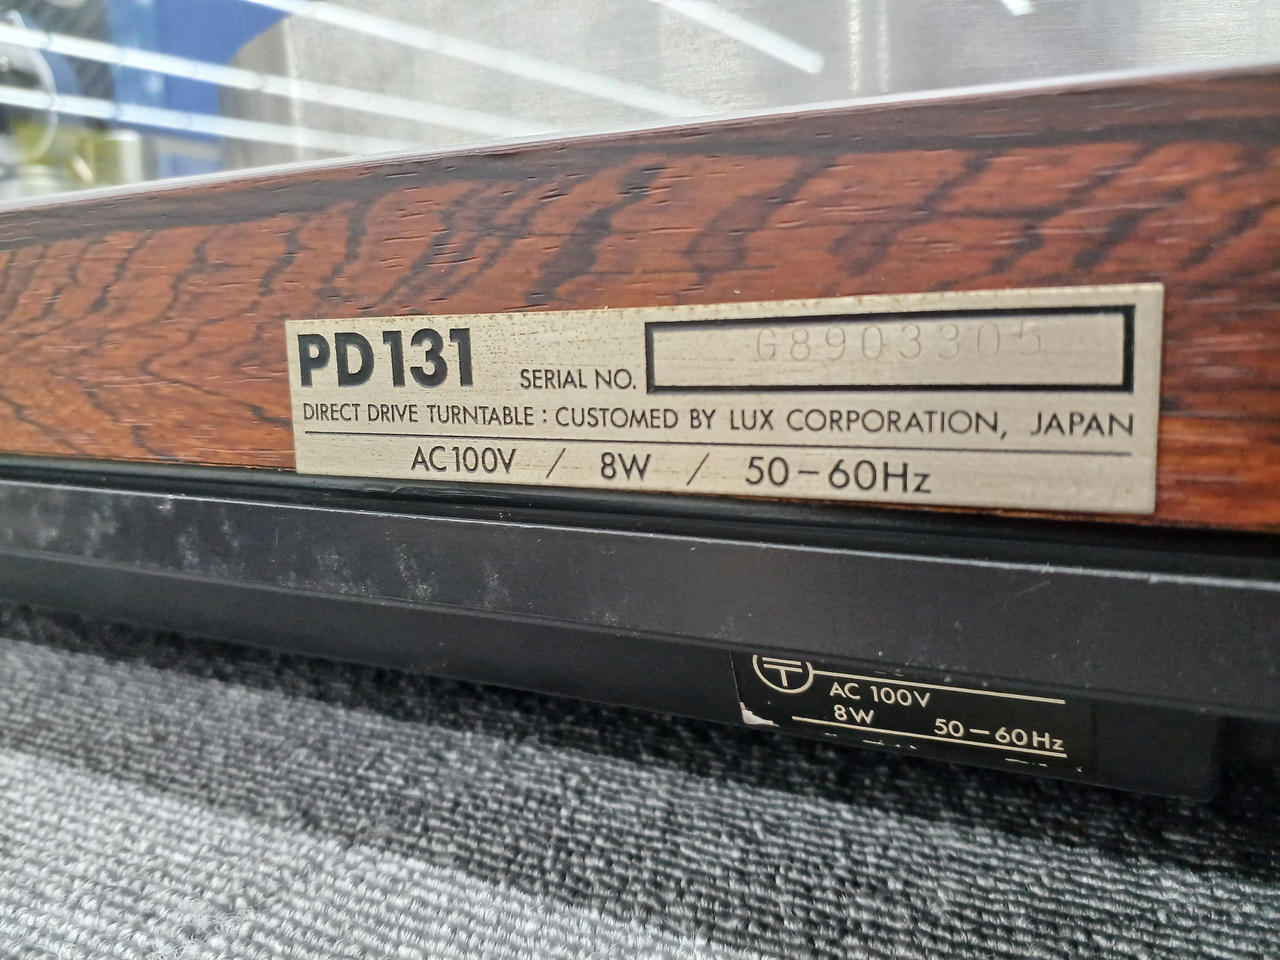 PD131 SERIAL NO. G8903305
DIRECT DRIVE TURNTABLE : CUSTOMED BY LUX CORPORATION, JAPAN
AC100V / 8W / 50-60Hz
AC 100V
8W 50-60Hz